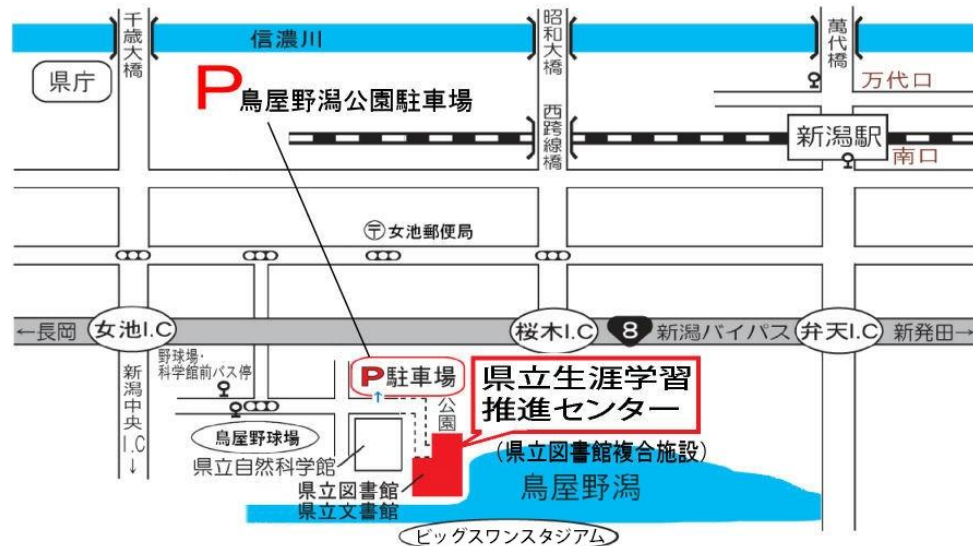 千歳大橋
信濃川
昭和大橋
萬代橋
県庁
P鳥屋野潟公園駐車場
西跨線橋
万代口
新潟駅
南口
〒女池郵便局
←長岡
女池I.C
桜木I.C
8
新潟バイパス
弁天I.C
新発田→
新潟中央I.C↓
野球場・
科学館前バス停
P駐車場
↑
公園
県立生涯学習
推進センター
(県立図書館複合施設)
鳥屋野球場
県立自然科学館
県立図書館
県立文書館
鳥屋野潟
ビッグスワンスタジアム